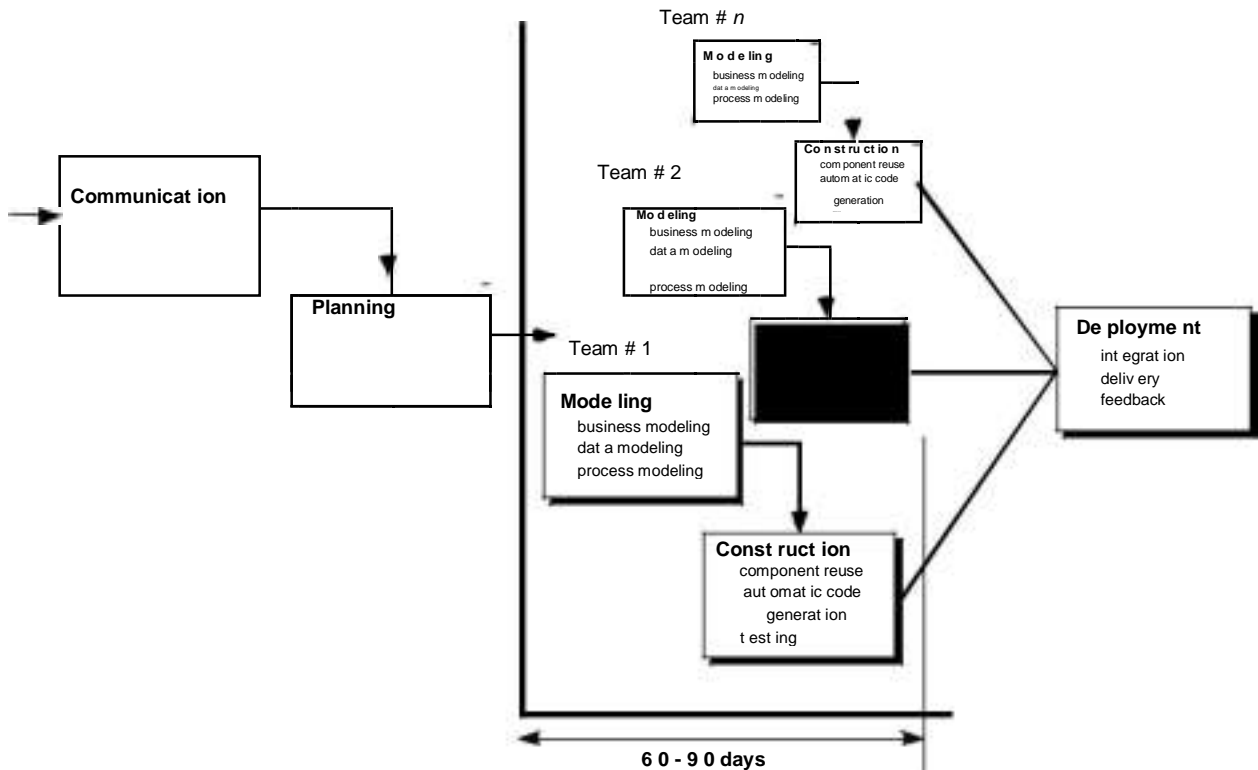 Team # n
Modeling
business modeling
data modeling
process modeling
Construction
component reuse
automatic code
generation
Team # 2
Modeling
business modeling
data modeling
process modeling
Communication
Planning
Team # 1
Modeling
business modeling
data modeling
process modeling
Construction
component reuse
automatic code
generation
testing
Deployment
integration
delivery
feedback
60 - 90 days